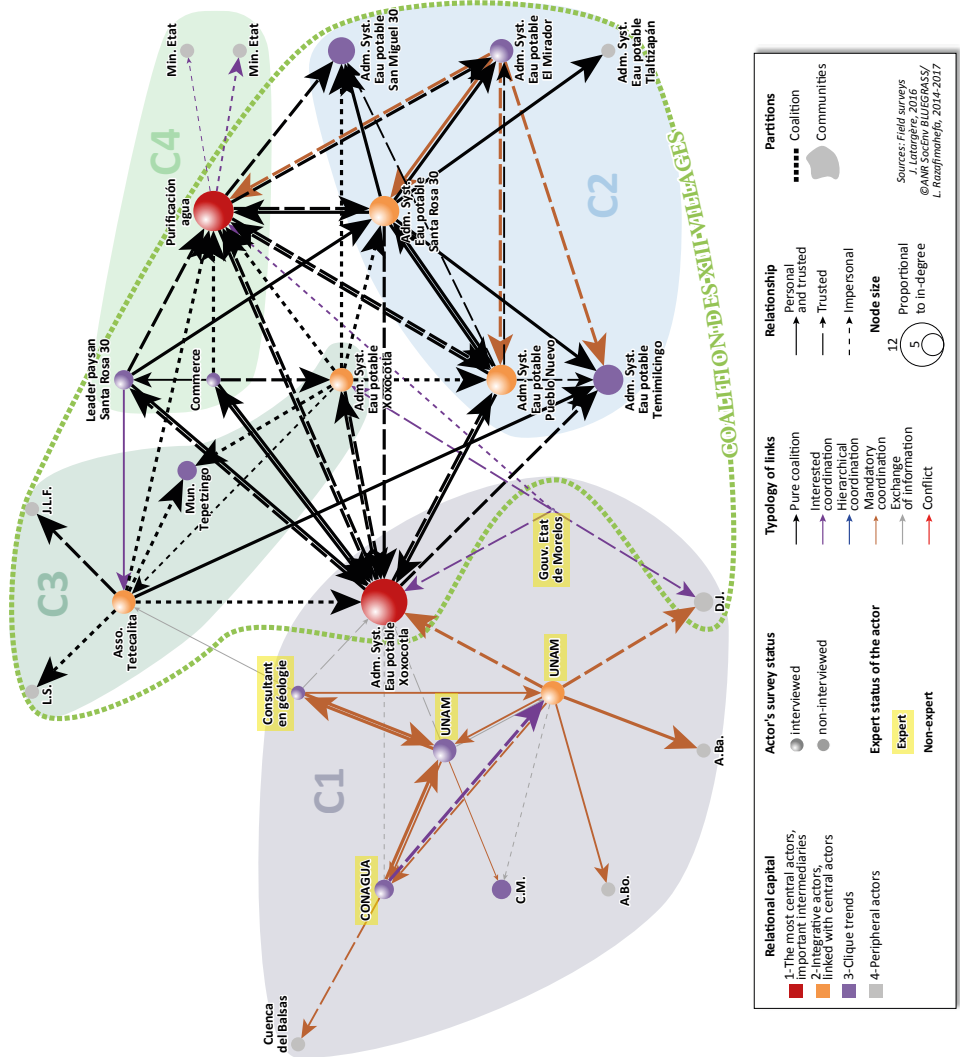 Cuenca
del Balsas
L.S.
J.L.F.
C3
Asso.
Tetecalita
Mun.
Tepetzingo
Leader paysan
Santa Rosa 30
Commerce
Min. Etat
Min. Etat
C4
Purificación
agua
Consultant
en géologie
C1
CONAGUA
UNAM
Adm. Syst.
Eau potable
Xoxocotla
Adm. Syst.
Eau potable
Xoxocotla
Adm. Syst.
Eau potable
San Miguel 30
Adm. Syst.
Eau potable
Santa Rosa 30
Adm. Syst.
Eau potable
El Mirador
C.M.
UNAM
Gouv. Etat
de Morelos
Adm. Syst.
Eau potable
Pueblo Nuevo
C2
Adm. Syst.
Eau potable
Temimilcingo
Adm. Syst.
Eau potable
Tlaltizapán
A.Bo.
A.Ba.
D.J.
COALITION-DES-XIII-VILLAGES
Relational capital
1-The most central actors,
important intermediaries
2-Integrative actors,
linked with central actors
3-Clique trends
4-Peripheral actors
Actor's survey status
interviewed
non-interviewed
Expert status of the actor
Expert
Non-expert
Typology of links
Pure coalition
Interested
coordination
Hierarchical
coordination
Mandatory
coordination
Exchange
of information
Conflict
Relationship
Personal
and trusted
Trusted
Impersonal
Node size
12
5
Proportional
to in-degree
Partitions
Coalition
Communities
Sources: Field surveys
J. Latargère, 2016
©ANR SocEnv BLUEGRASS/
L. Razafimahefa, 2014-2017